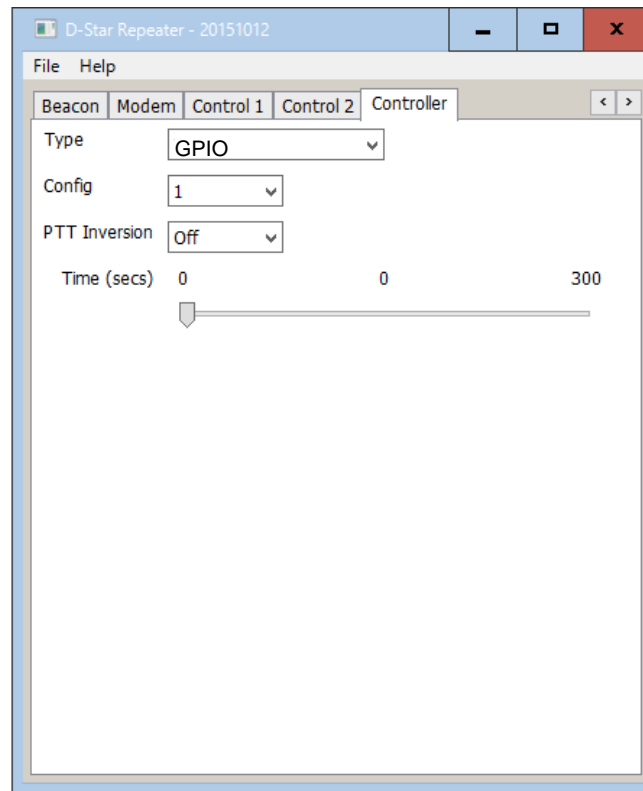 D-Star Repeater - 20151012
File Help
Beacon Modem Control 1 Control 2 Controller
Type GPIO
Config 1
PTT Inversion Off
Time (secs) 0 0 300